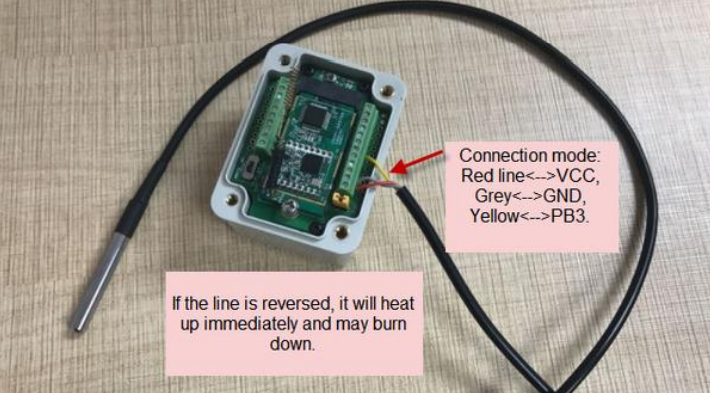 Connection mode:
Red line<-->VCC,
Grey<-->GND,
Yellow<-->PB3.
If the line is reversed, it will heat
up immediately and may burn
down.